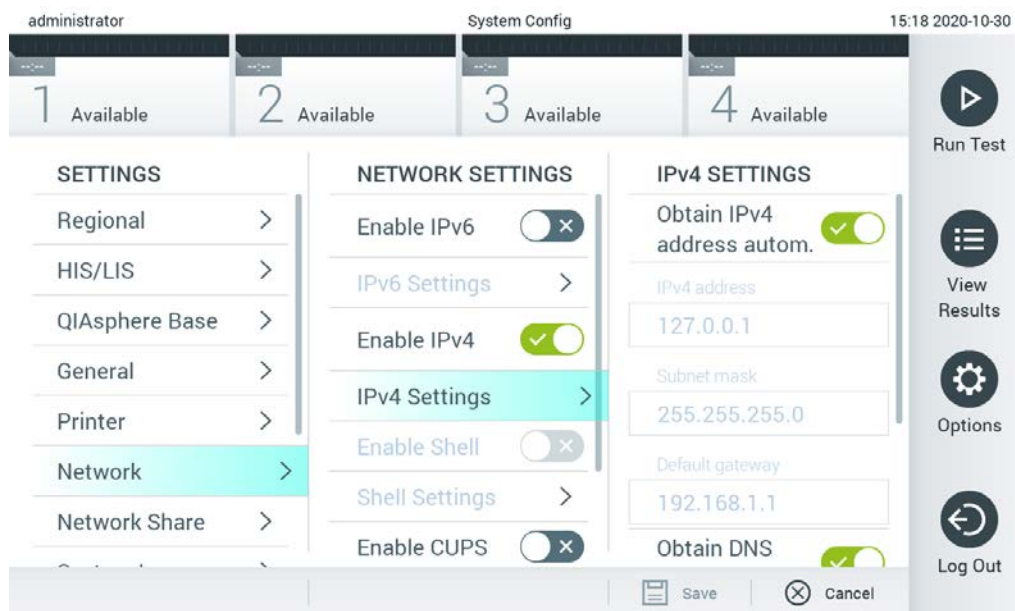 administrator System Config 15:18 2020-10-30
--:-- --:-- --:-- --:--
1 Available 2 Available 3 Available 4 Available
SETTINGS
Regional
HIS/LIS
QIAsphere Base
General
Printer
Network
Network Share
NETWORK SETTINGS
Enable IPv6
IPv6 Settings
Enable IPv4
IPv4 Settings
Enable Shell
Shell Settings
Enable CUPS
IPv4 SETTINGS
Obtain IPv4
address autom.
IPv4 address
127.0.0.1
Subnet mask
255.255.255.0
Default gateway
192.168.1.1
Obtain DNS
Run Test
View
Results
Options
Log Out
Save Cancel